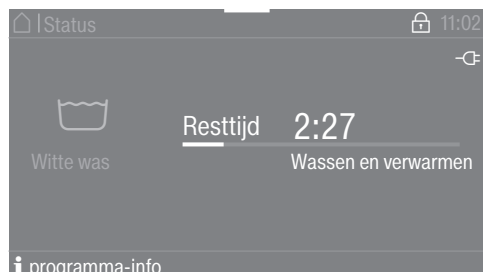 | Status 11:02
Resttijd 2:27
Witte was
Wassen en verwarmen
i programma-info